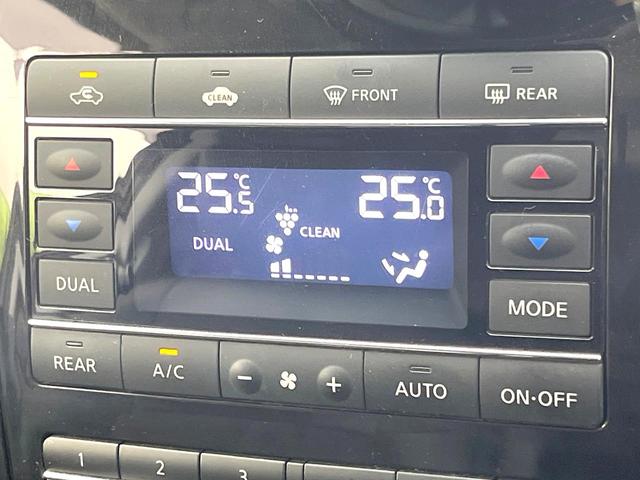 CLEAN FRONT REAR
25.5°C 25.0°C
DUAL CLEAN
DUAL MODE
REAR A/C - + AUTO ON·OFF
1 2 3